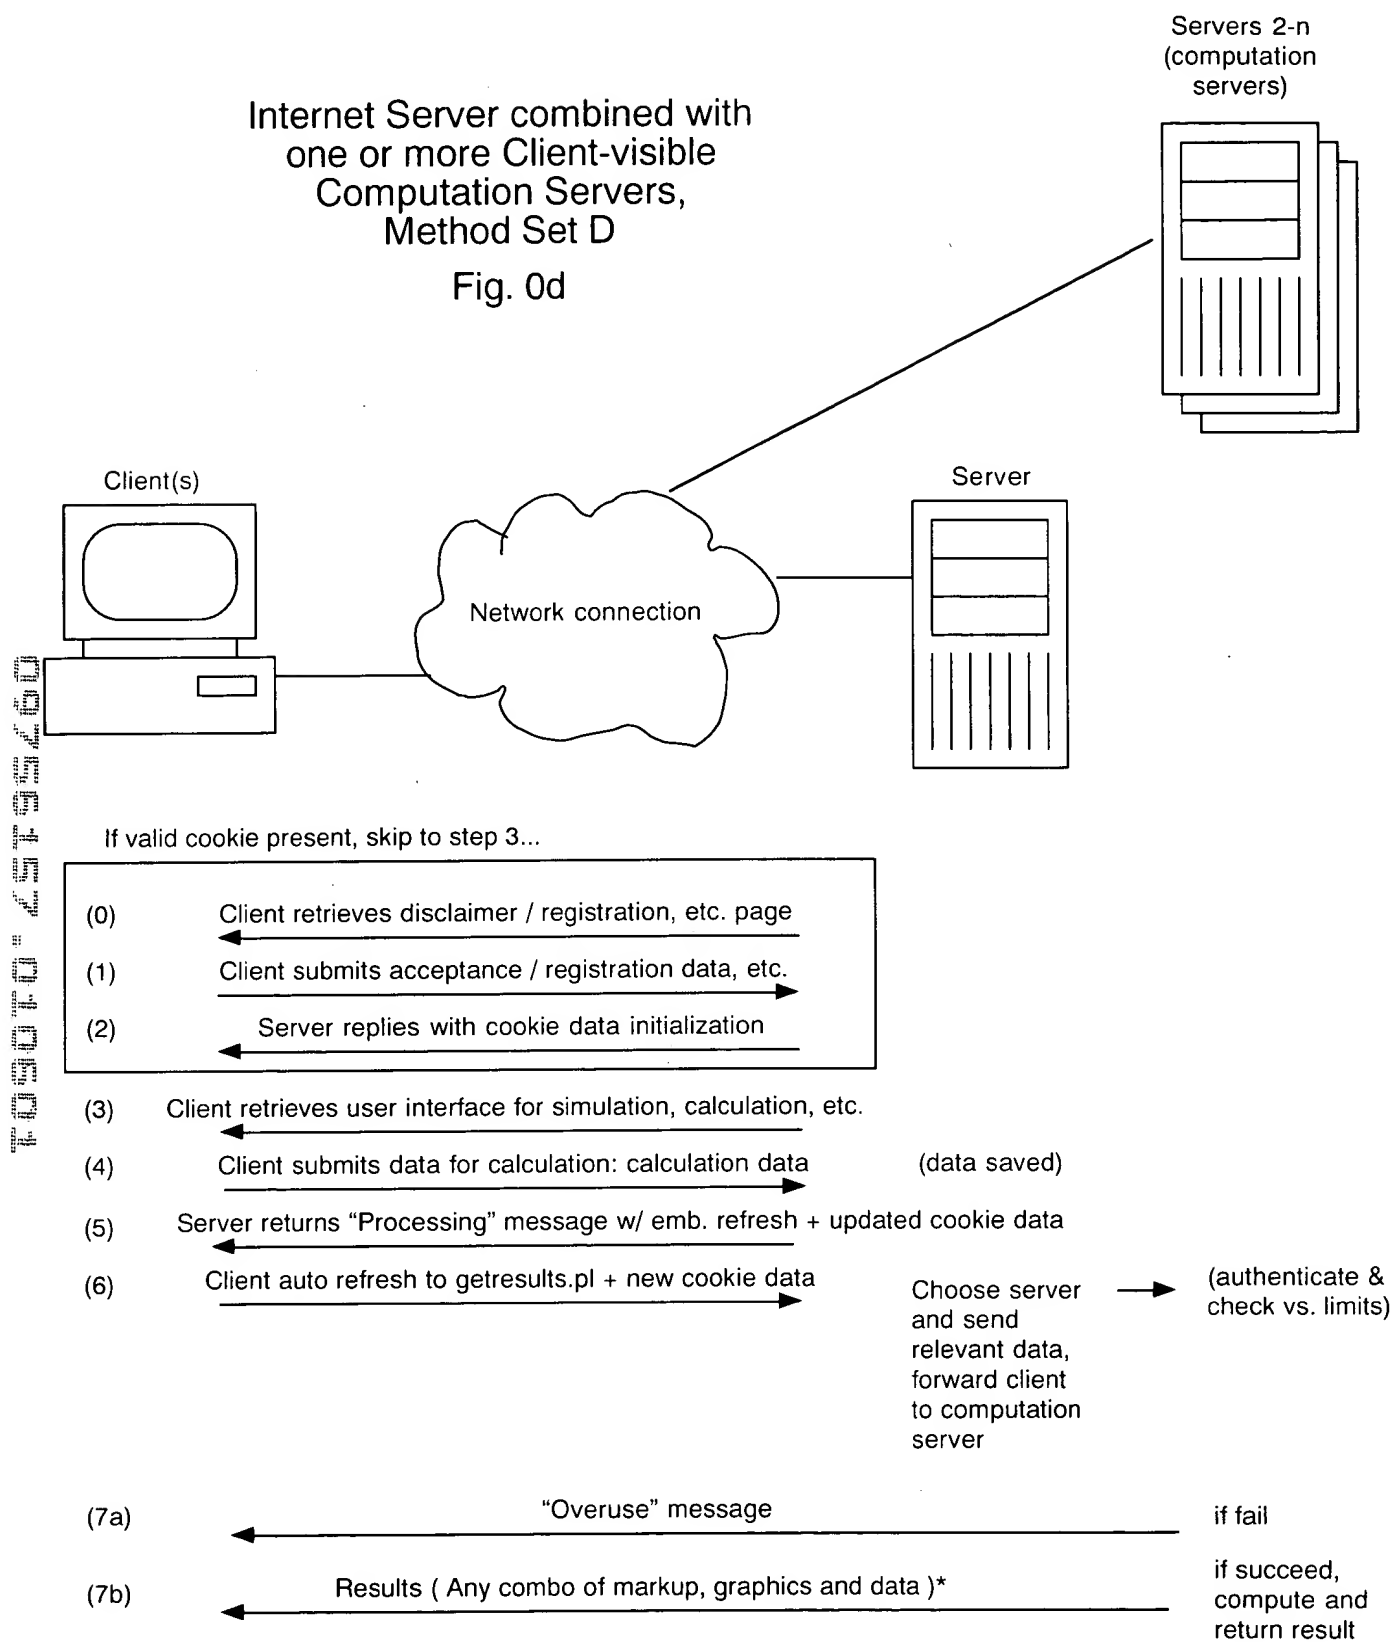 Servers 2-n
(computation
servers)
Internet Server combined with
one or more Client-visible
Computation Servers,
Method Set D
Fig. 0d
Client(s)
Server
Network connection
09756157 . 010301
If valid cookie present, skip to step 3...
(0) Client retrieves disclaimer / registration, etc. page
(1) Client submits acceptance / registration data, etc.
(2) Server replies with cookie data initialization
(3) Client retrieves user interface for simulation, calculation, etc.
(4) Client submits data for calculation: calculation data (data saved)
(5) Server returns “Processing” message w/ emb. refresh + updated cookie data
(6) Client auto refresh to getresults.pl + new cookie data
Choose server
and send
relevant data,
forward client
to computation
server
(authenticate &
check vs. limits)
(7a) “Overuse” message if fail
(7b) Results ( Any combo of markup, graphics and data )*
if succeed,
compute and
return result